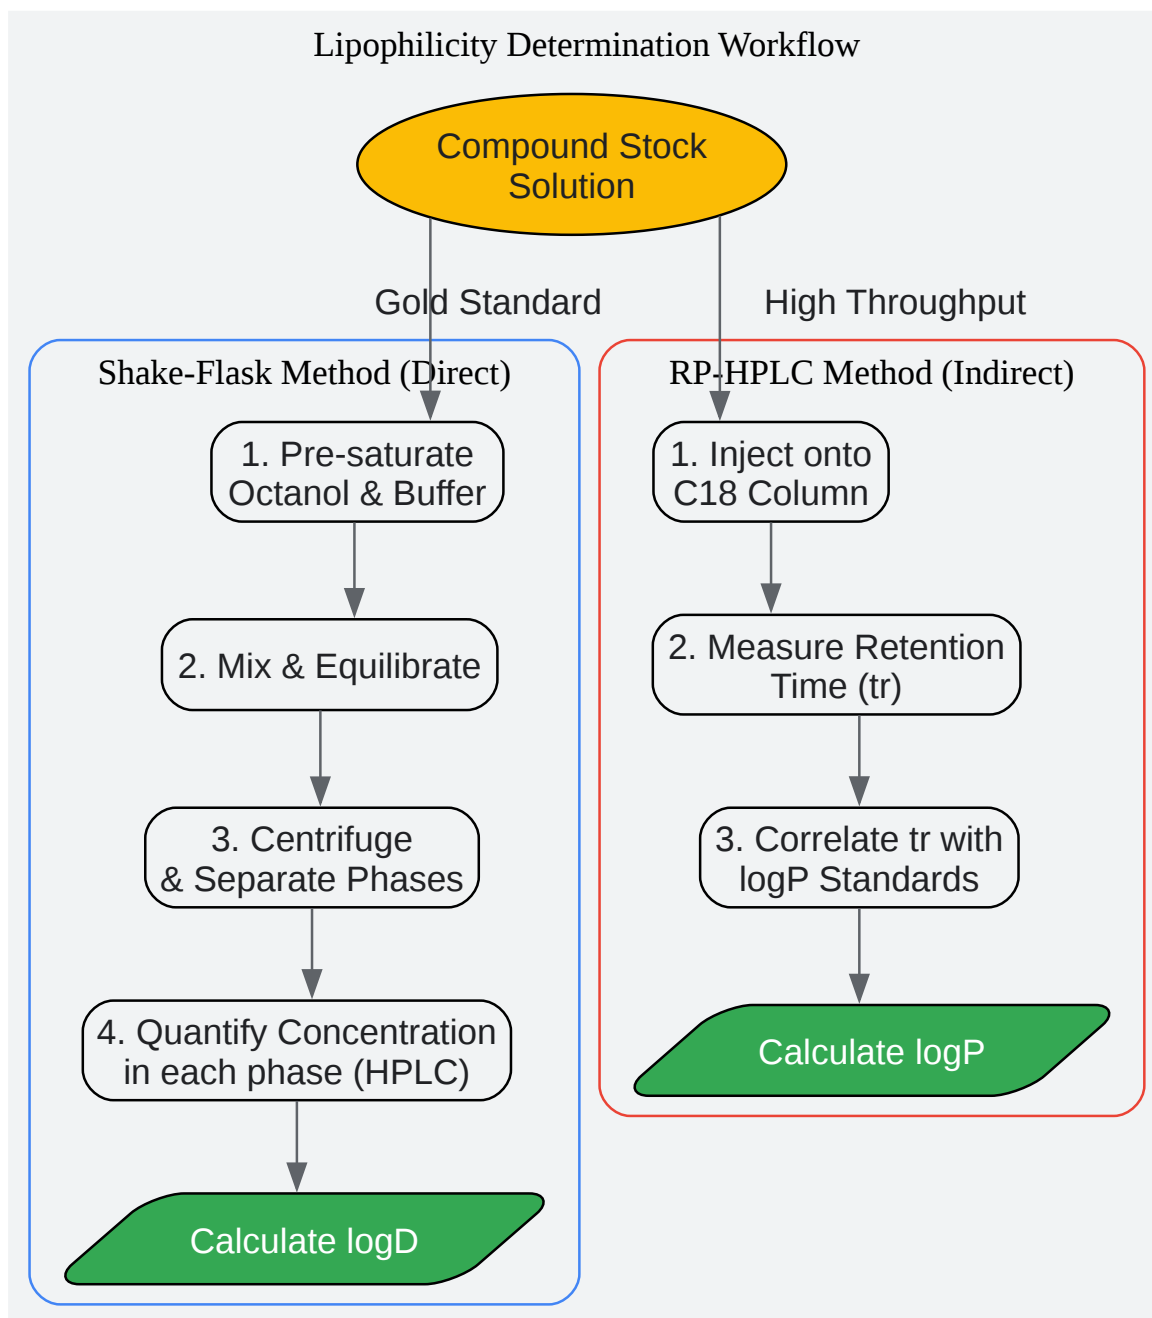 Lipophilicity Determination Workflow
Compound Stock
Solution
Gold Standard
High Throughput
Shake-Flask Method (Direct)
1. Pre-saturate
Octanol & Buffer
2. Mix & Equilibrate
3. Centrifuge
& Separate Phases
4. Quantify Concentration
in each phase (HPLC)
Calculate logD
RP-HPLC Method (Indirect)
1. Inject onto
C18 Column
2. Measure Retention
Time (tr)
3. Correlate tr with
logP Standards
Calculate logP